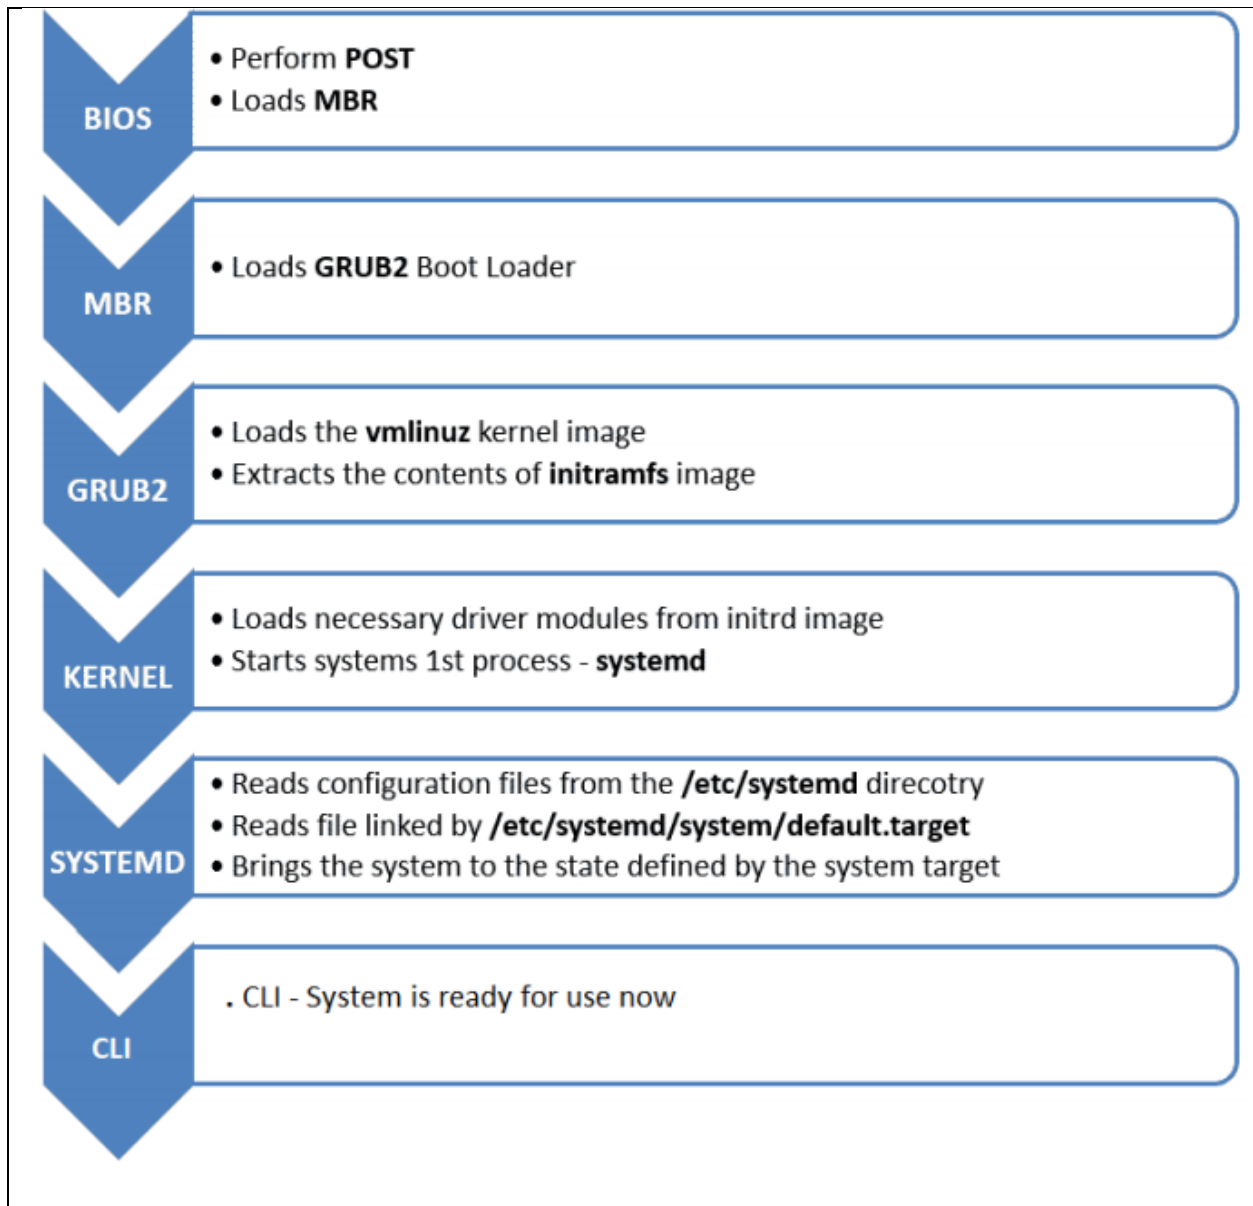 BIOS
• Perform POST
• Loads MBR
MBR
• Loads GRUB2 Boot Loader
GRUB2
• Loads the vmlinuz kernel image
• Extracts the contents of initramfs image
KERNEL
• Loads necessary driver modules from initrd image
• Starts systems 1st process - systemd
SYSTEMD
• Reads configuration files from the /etc/systemd direcotry
• Reads file linked by /etc/systemd/system/default.target
• Brings the system to the state defined by the system target
CLI
. CLI - System is ready for use now